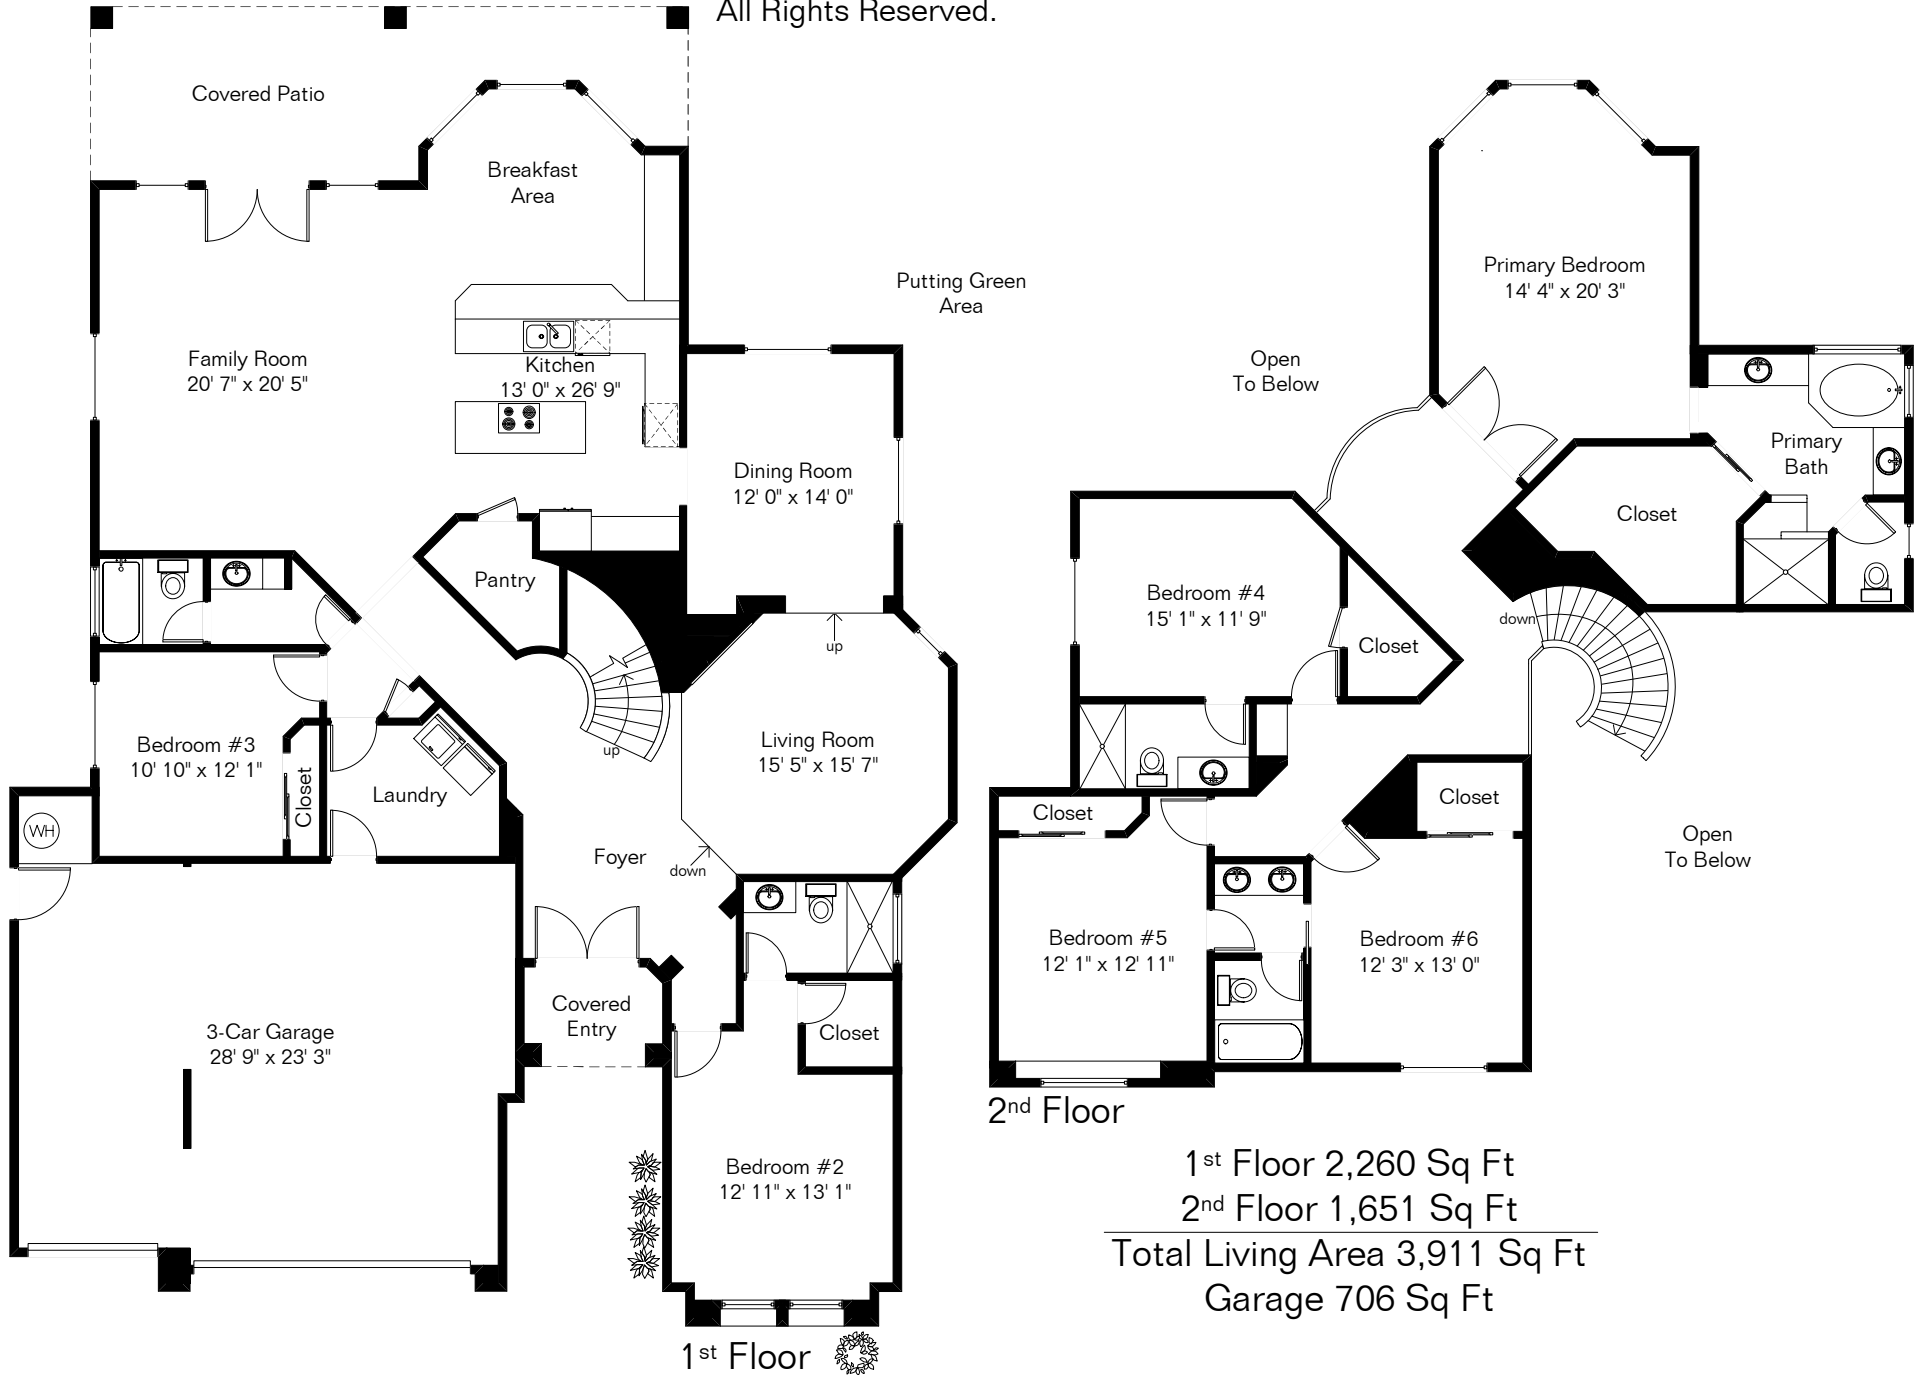 All Rights Reserved.
Covered Patio
Breakfast
Area
Putting Green
Area
Family Room
20' 7" x 20' 5"
Kitchen
13' 0" x 26' 9"
Dining Room
12' 0" x 14' 0"
Pantry
up
up
Living Room
15' 5" x 15' 7"
Bedroom #3
10' 10" x 12' 1"
Closet
Laundry
WH
Foyer
down
Covered
Entry
3-Car Garage
28' 9" x 23' 3"
Closet
Bedroom #2
12' 11" x 13' 1"
1st Floor
Primary Bedroom
14' 4" x 20' 3"
Open
To Below
Primary
Bath
Closet
Bedroom #4
15' 1" x 11' 9"
Closet
down
Closet
Closet
Open
To Below
Bedroom #5
12' 1" x 12' 11"
Bedroom #6
12' 3" x 13' 0"
2nd Floor
1st Floor 2,260 Sq Ft
2nd Floor 1,651 Sq Ft
Total Living Area 3,911 Sq Ft
Garage 706 Sq Ft